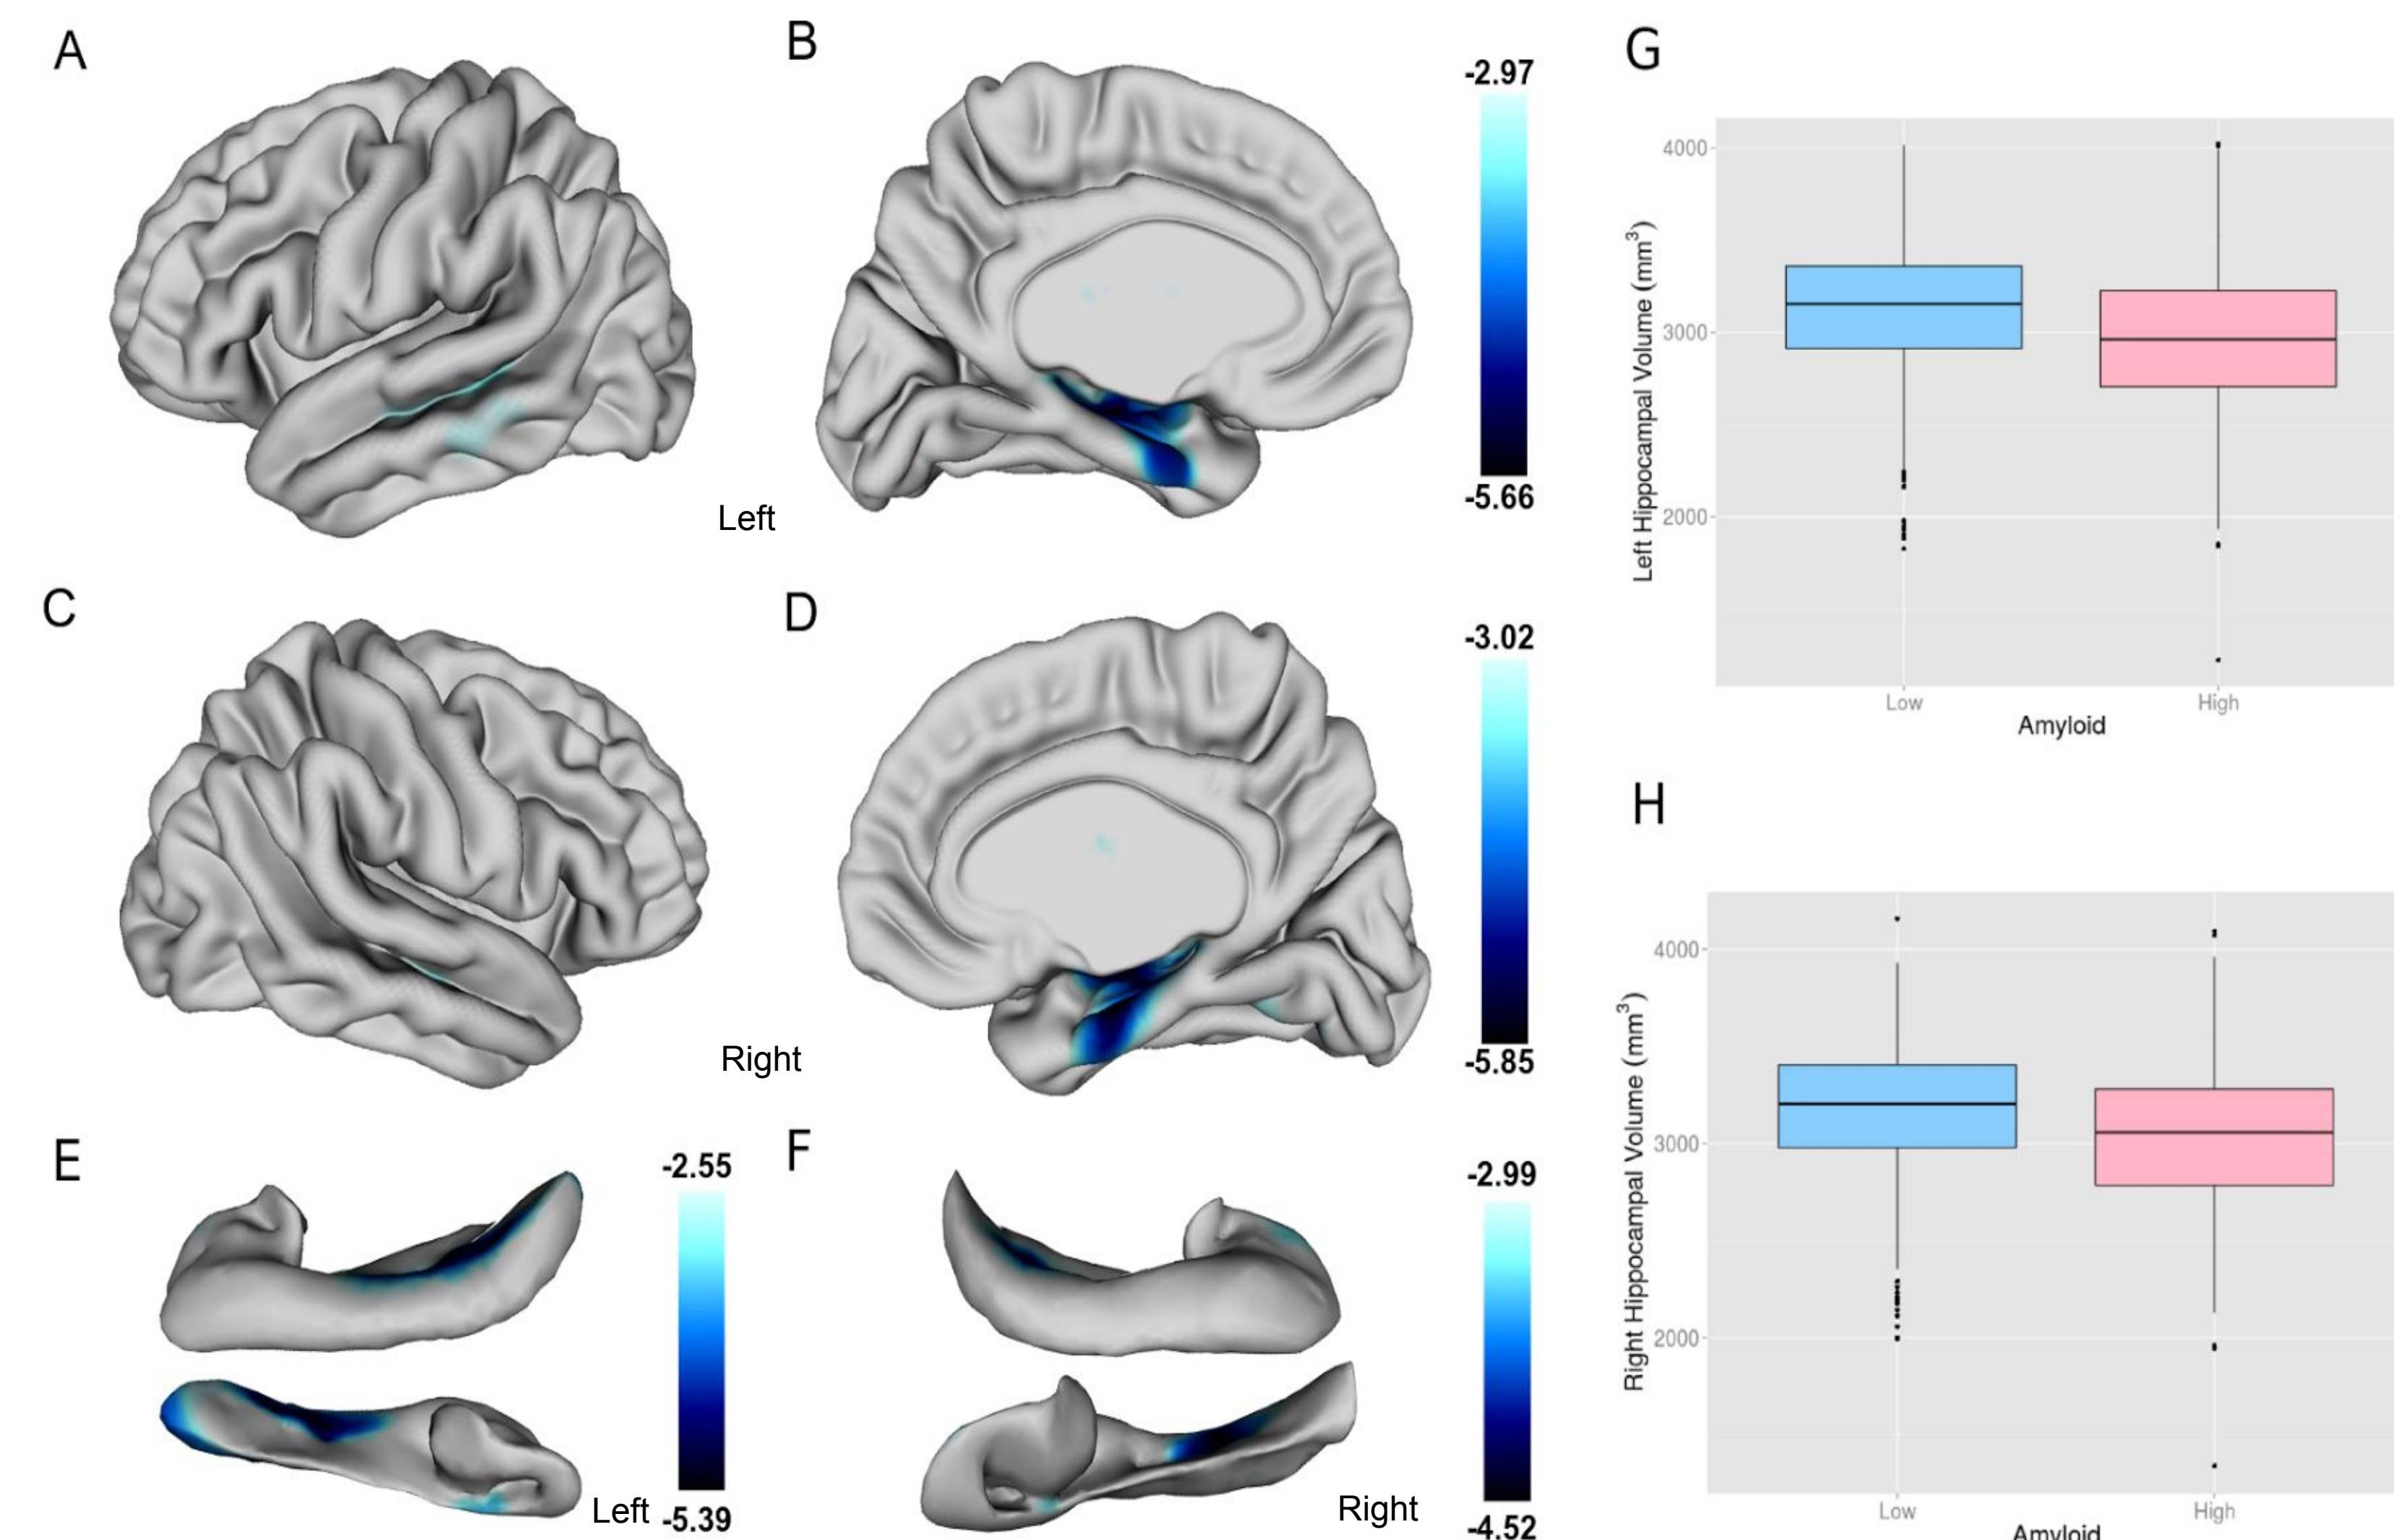 A
B
-2.97
-5.66
Left
C
D
-3.02
-5.85
Right
E
-2.55
-5.39
Left
F
-2.99
-4.52
Right
G
4000
3000
2000
Left Hippocampal Volume (mm³)
Low
High
Amyloid
H
4000
3000
2000
Right Hippocampal Volume (mm³)
Low
High
Amyloid